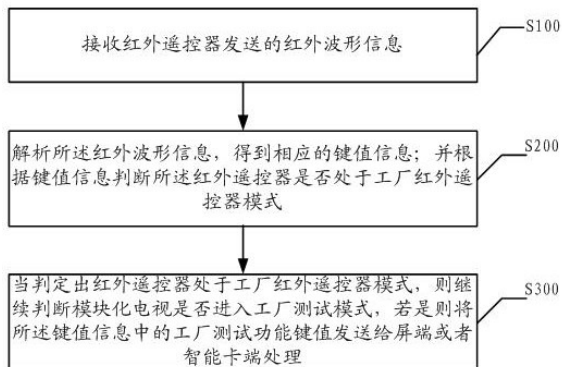 接收红外遥控器发送的红外波形信息
S100
解析所述红外波形信息，得到相应的键值信息；并根
据键值信息判断所述红外遥控器是否处于工厂红外遥
控器模式
S200
当判定出红外遥控器处于工厂红外遥控器模式，则继
续判断模块化电视是否进入工厂测试模式，若是则将
所述键值信息中的工厂测试功能键值发送给屏端或者
智能卡端处理
S300